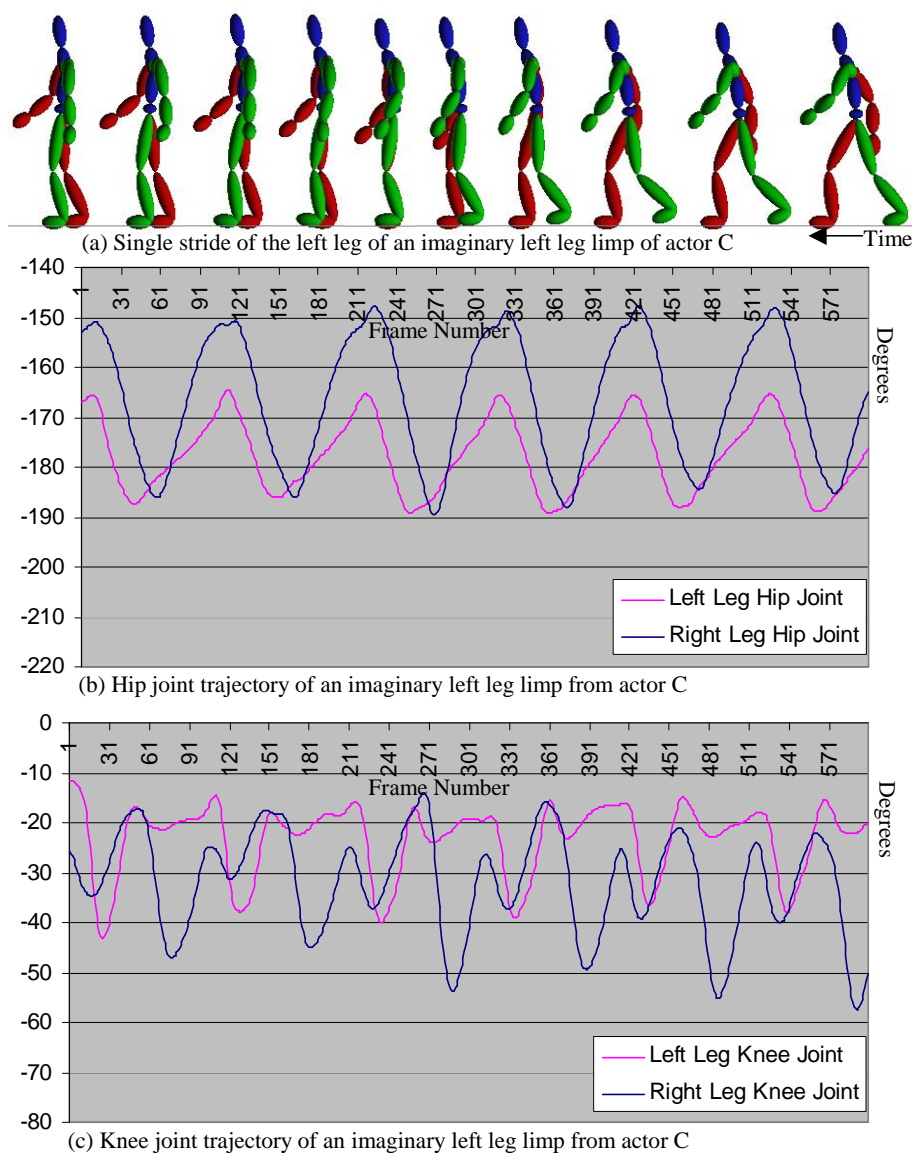 (a) Single stride of the left leg of an imaginary left leg limp of actor C
Time
-140
-150
-160
-170
-180
-190
-200
-210
-220
1 31 61 91 121 151 181 211 241 271 301 331 361 391 421 451 481 511 541 571
Frame Number
Degrees
Left Leg Hip Joint
Right Leg Hip Joint
(b) Hip joint trajectory of an imaginary left leg limp from actor C
0
-10
-20
-30
-40
-50
-60
-70
-80
1 31 61 91 121 151 181 211 241 271 301 331 361 391 421 451 481 511 541 571
Frame Number
Degrees
Left Leg Knee Joint
Right Leg Knee Joint
(c) Knee joint trajectory of an imaginary left leg limp from actor C